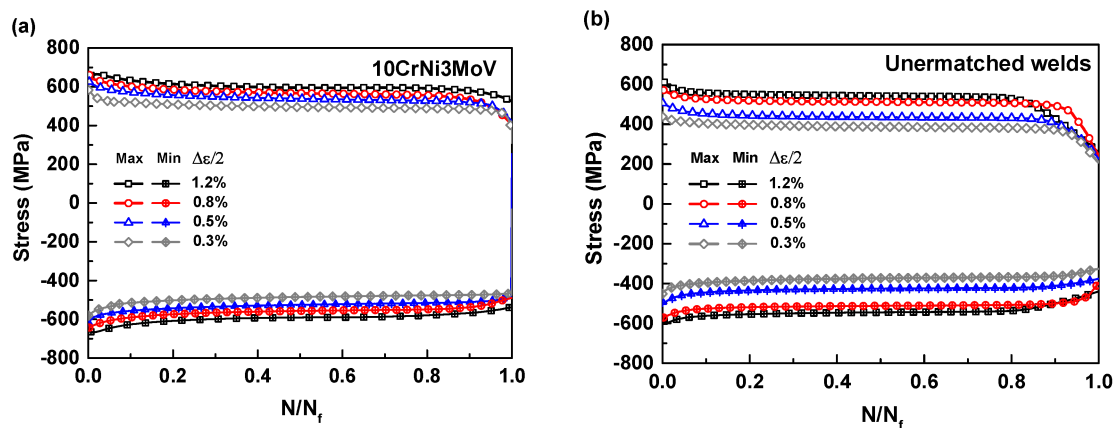 (a)
10CrNi3MoV
Stress (MPa)
800
600
400
200
0
-200
-400
-600
-800
Max Min Δε/2
1.2%
0.8%
0.5%
0.3%
0.0 0.2 0.4 0.6 0.8 1.0
N/Nf
(b)
Unermatched welds
Stress (MPa)
800
600
400
200
0
-200
-400
-600
-800
Max Min Δε/2
1.2%
0.8%
0.5%
0.3%
0.0 0.2 0.4 0.6 0.8 1.0
N/Nf